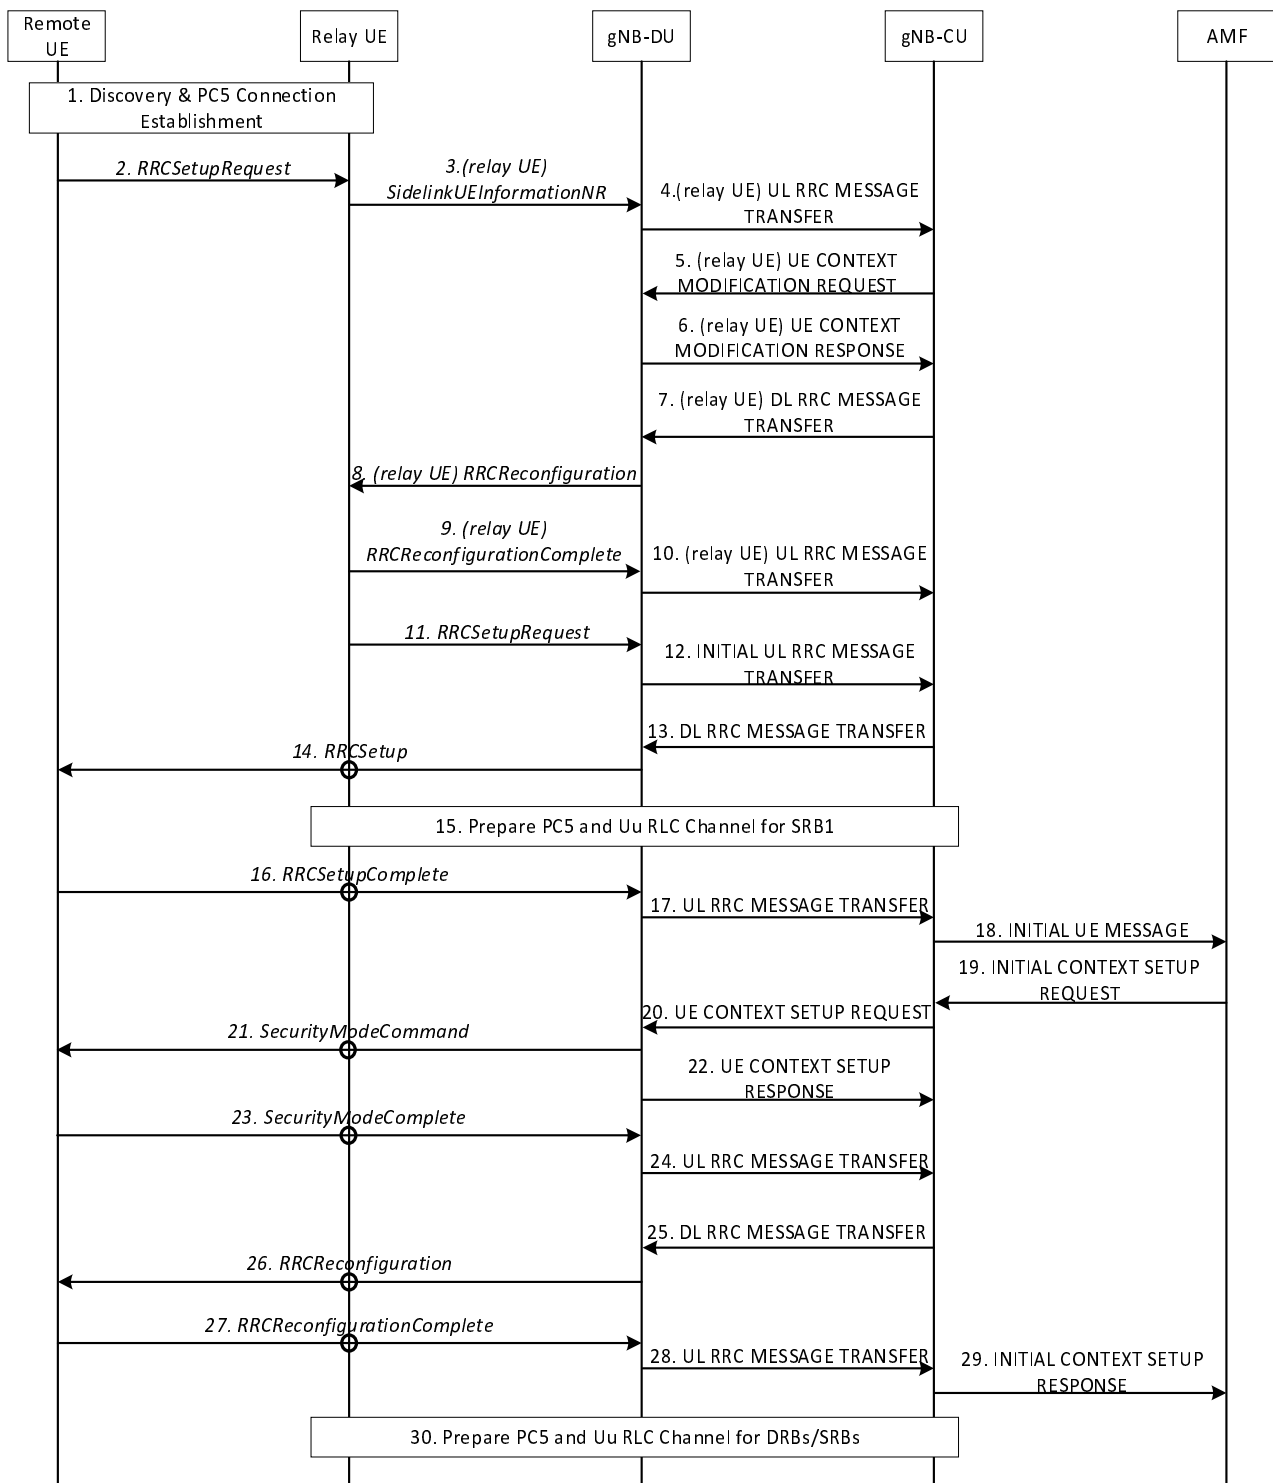 Remote
UE
Relay UE
gNB-DU
gNB-CU
AMF
1. Discovery & PC5 Connection
Establishment
2. RRCSetupRequest
3.(relay UE)
SidelinkUEInformationNR
4.(relay UE) UL RRC MESSAGE
TRANSFER
5. (relay UE) UE CONTEXT
MODIFICATION REQUEST
6. (relay UE) UE CONTEXT
MODIFICATION RESPONSE
7. (relay UE) DL RRC MESSAGE
TRANSFER
8. (relay UE) RRCReconfiguration
9. (relay UE)
RRCReconfigurationComplete
10. (relay UE) UL RRC MESSAGE
TRANSFER
11. RRCSetupRequest
12. INITIAL UL RRC MESSAGE
TRANSFER
13. DL RRC MESSAGE TRANSFER
14. RRCSetup
15. Prepare PC5 and Uu RLC Channel for SRB1
16. RRCSetupComplete
17. UL RRC MESSAGE TRANSFER
18. INITIAL UE MESSAGE
19. INITIAL CONTEXT SETUP
REQUEST
20. UE CONTEXT SETUP REQUEST
21. SecurityModeCommand
22. UE CONTEXT SETUP
RESPONSE
23. SecurityModeComplete
24. UL RRC MESSAGE TRANSFER
25. DL RRC MESSAGE TRANSFER
26. RRCReconfiguration
27. RRCReconfigurationComplete
28. UL RRC MESSAGE TRANSFER
29. INITIAL CONTEXT SETUP
RESPONSE
30. Prepare PC5 and Uu RLC Channel for DRBs/SRBs